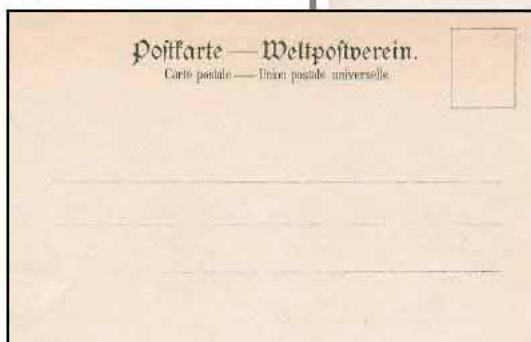 Postkarte — Weltpostverein.
Carte postale — Union postale universelle